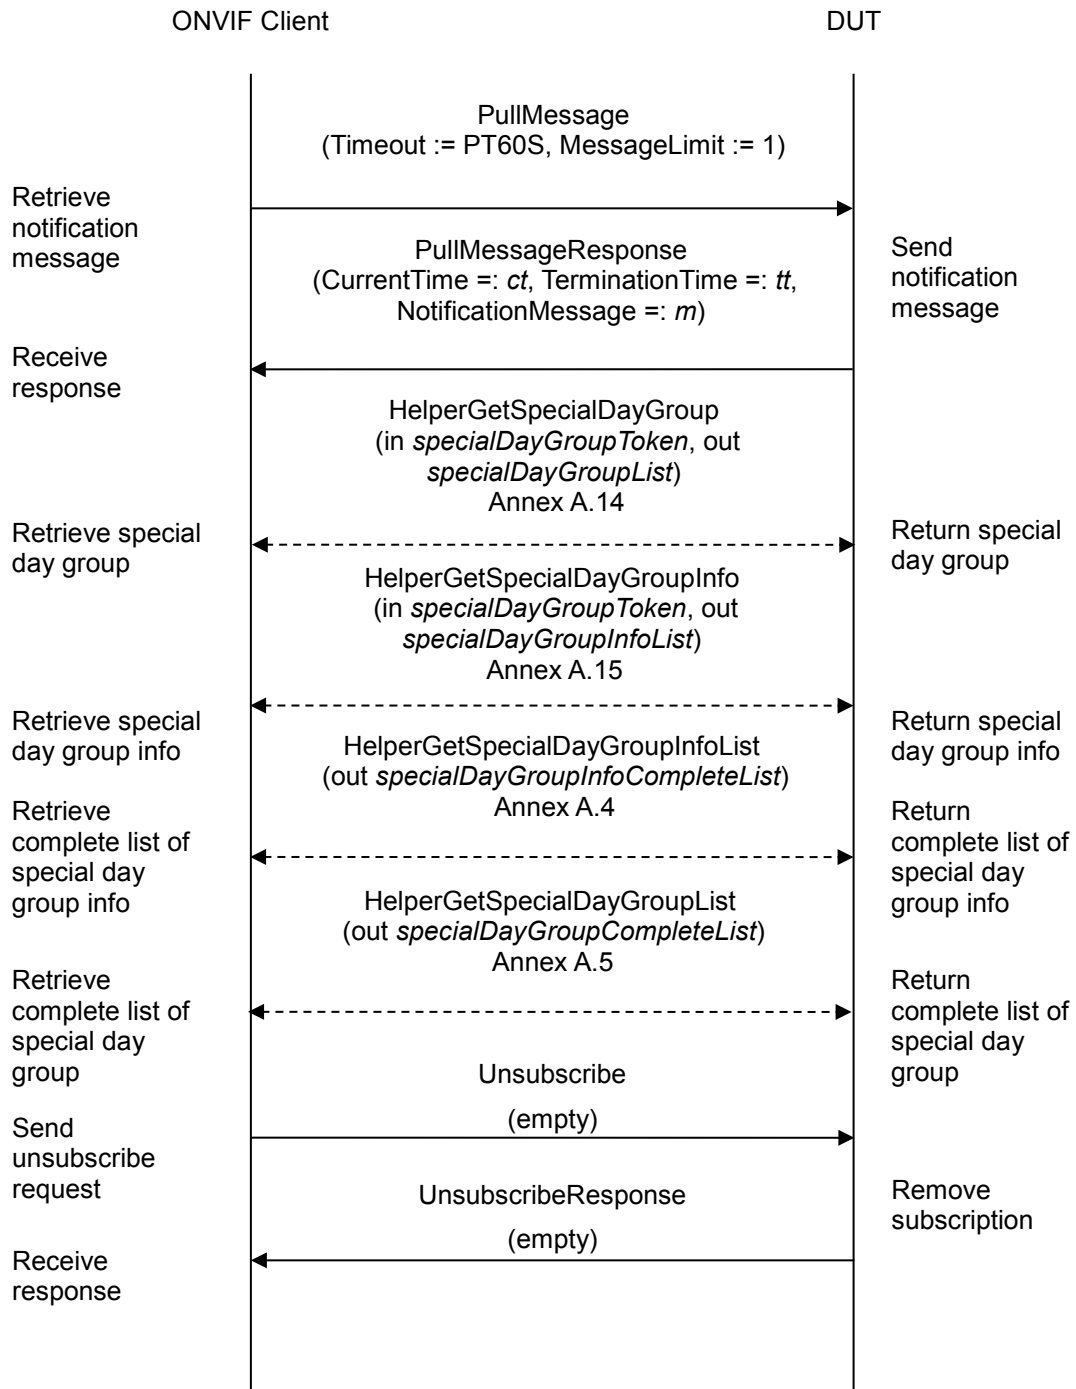 ONVIF Client
DUT
PullMessage
(Timeout := PT60S, MessageLimit := 1)
Retrieve
notification
message
PullMessageResponse
(CurrentTime =: ct, TerminationTime =: tt,
NotificationMessage =: m)
Send
notification
message
Receive
response
HelperGetSpecialDayGroup
(in specialDayGroupToken, out
specialDayGroupList)
Annex A.14
Retrieve special
day group
Return special
day group
HelperGetSpecialDayGroupInfo
(in specialDayGroupToken, out
specialDayGroupInfoList)
Annex A.15
Retrieve special
day group info
Return special
day group info
HelperGetSpecialDayGroupInfoList
(out specialDayGroupInfoCompleteList)
Annex A.4
Retrieve
complete list of
special day
group info
Return
complete list of
special day
group info
HelperGetSpecialDayGroupList
(out specialDayGroupCompleteList)
Annex A.5
Retrieve
complete list of
special day
group
Return
complete list of
special day
group
Unsubscribe
(empty)
Send
unsubscribe
request
UnsubscribeResponse
(empty)
Remove
subscription
Receive
response